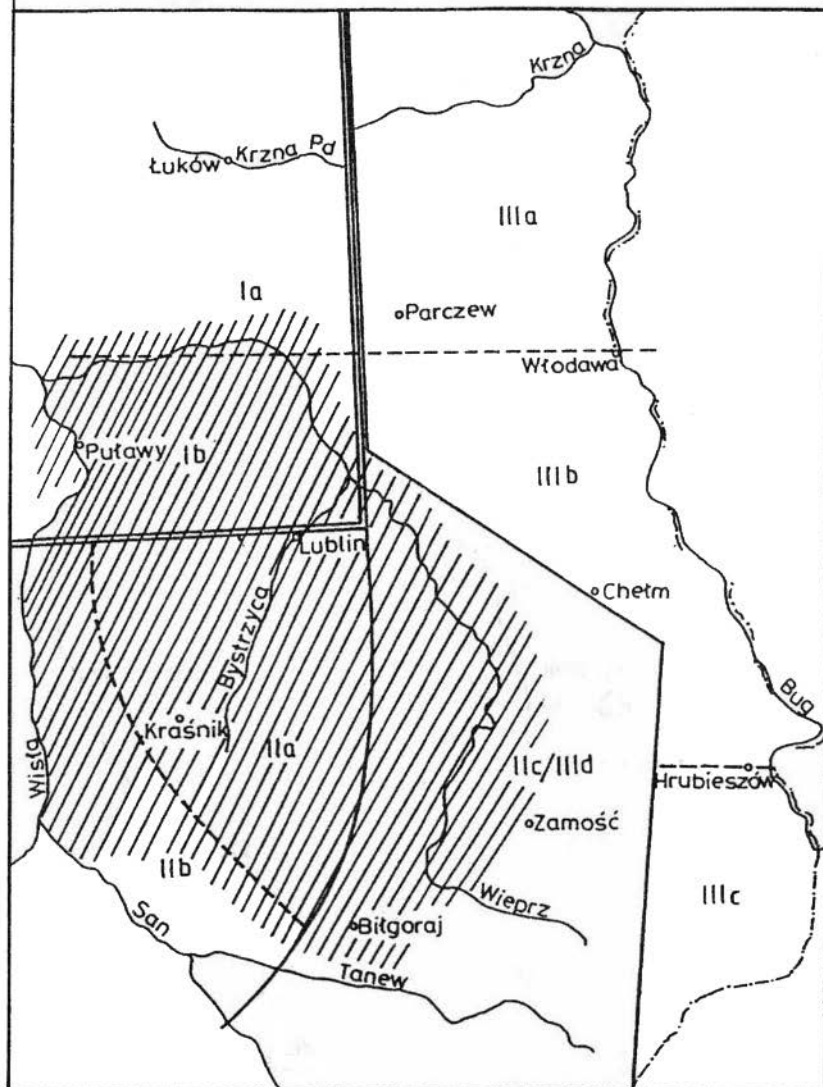 Krzna
Łuków
Krzna Pd
IIIa
Ia
Parczew
Włodawa
Puławy
Ib
IIIb
Lublin
Chełm
Bystrzyca
Bug
Kraśnik
IIa
IIc/IIId
Wisła
Hrubieszów
Zamość
IIb
Wieprz
IIIc
San
Biłgoraj
Tanew